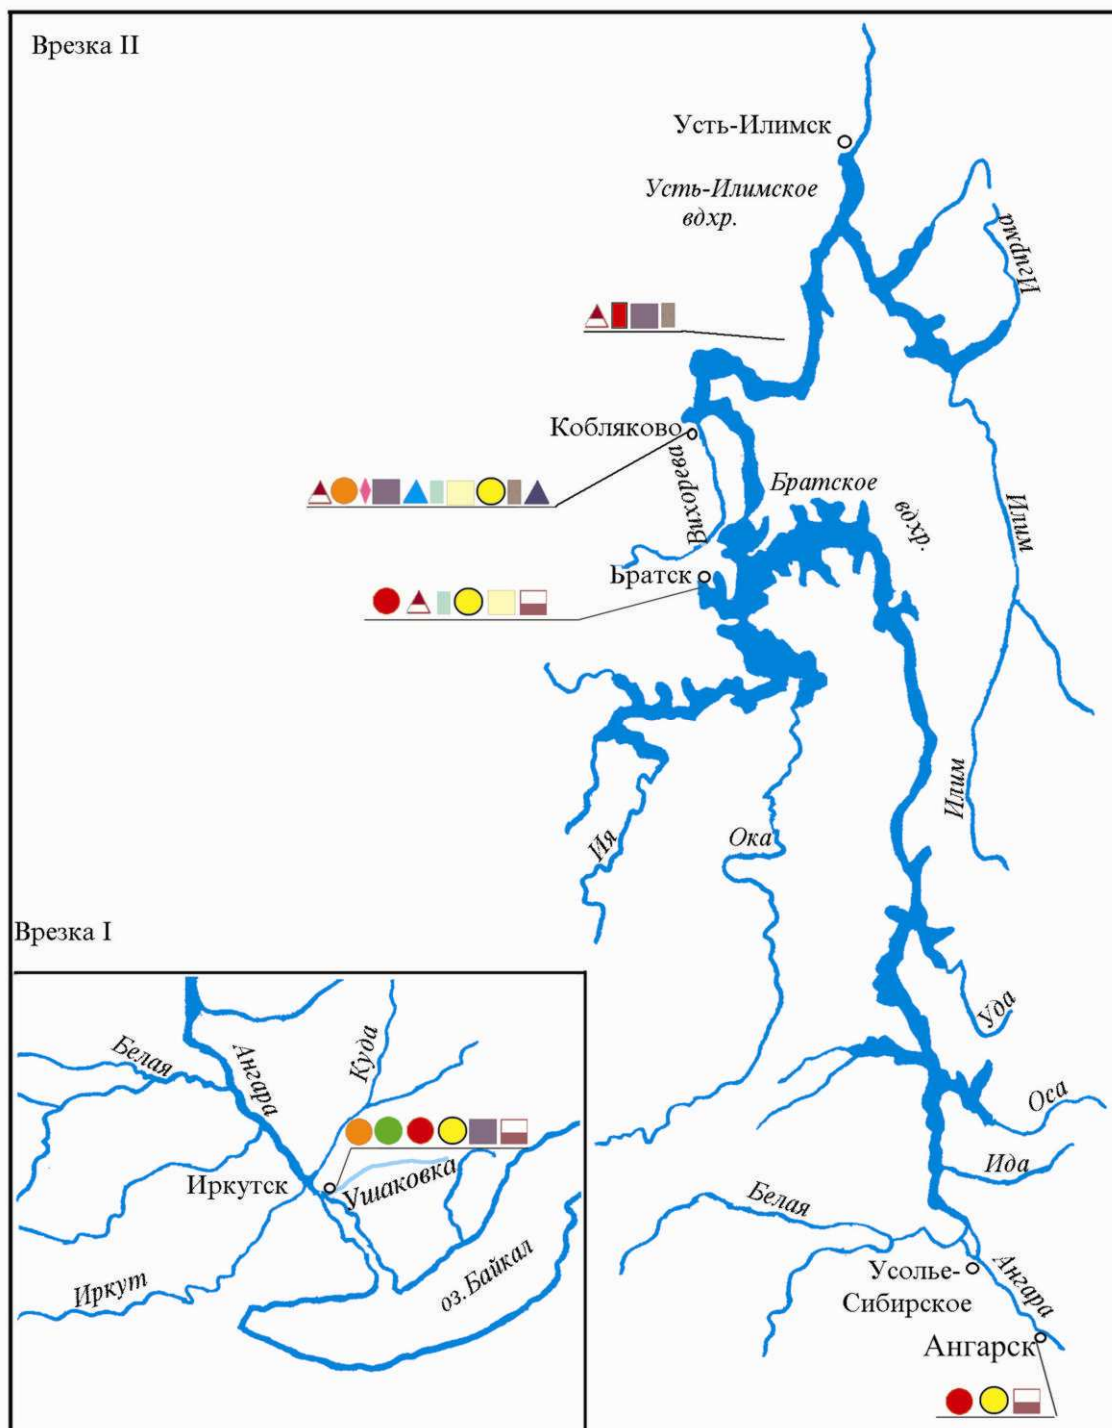 Врезка II
Усть-Илимск
Усть-Илимское
вдхр.
Игирма
Кобляково
Вихорева
Братское
вдхр.
Илим
Братск
Илим
Ия
Ока
Уда
Оса
Ида
Белая
Усолье-
Сибирское
Ангара
Ангарск
Врезка I
Белая
Ангара
Куда
Иркутск
Ушаковка
Иркут
оз. Байкал